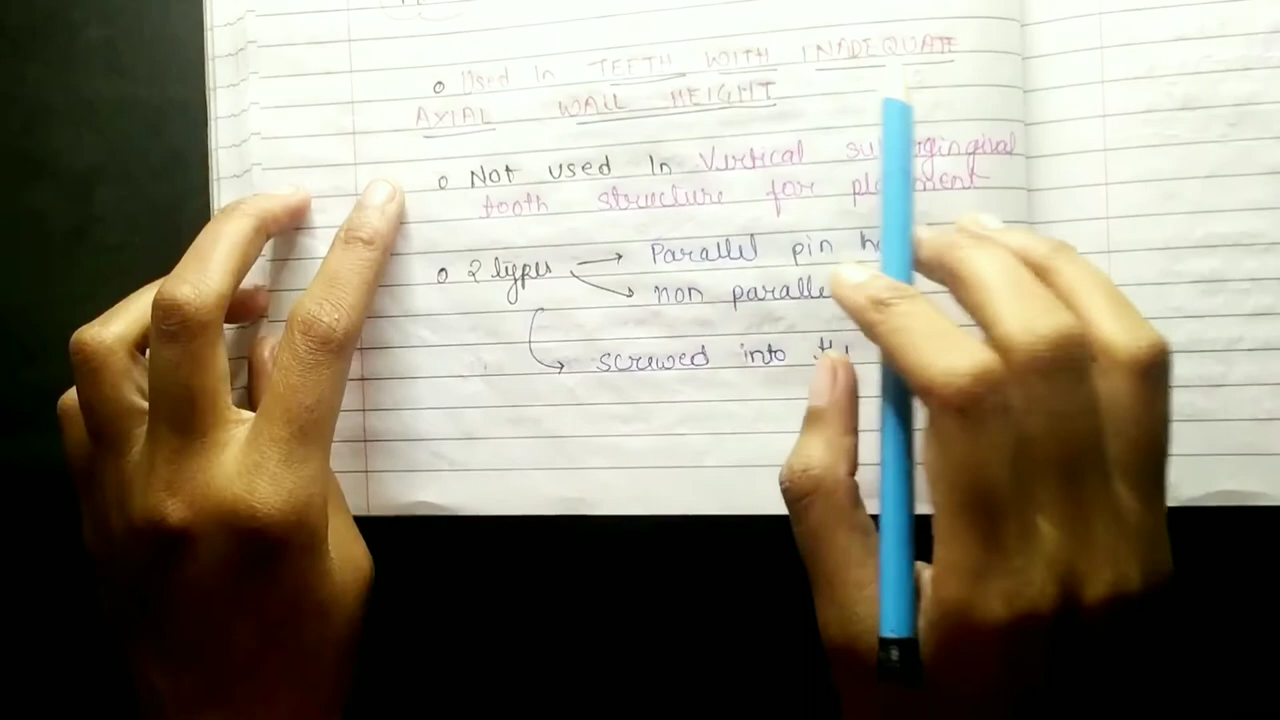 o Used In TEETH WITH INADEQUATE
AXIAL WALL HEIGHT
o Not used In Vertical
tooth structure for
o 2 types → Parallel pin
→ non
→ screwed into